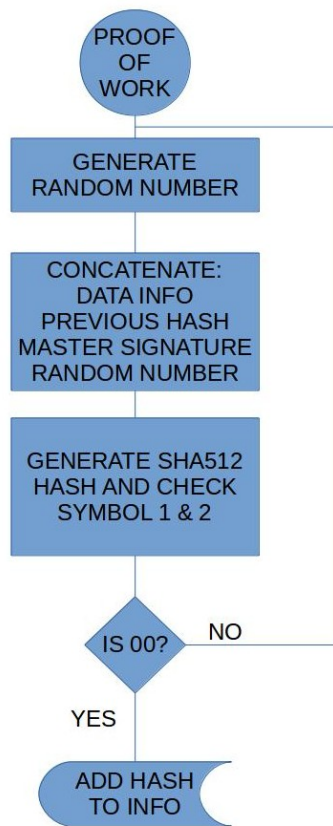 PROOF
OF
WORK
GENERATE
RANDOM NUMBER
CONCATENATE:
DATA INFO
PREVIOUS HASH
MASTER SIGNATURE
RANDOM NUMBER
GENERATE SHA512
HASH AND CHECK
SYMBOL 1 & 2
IS 00?
NO
YES
ADD HASH
TO INFO